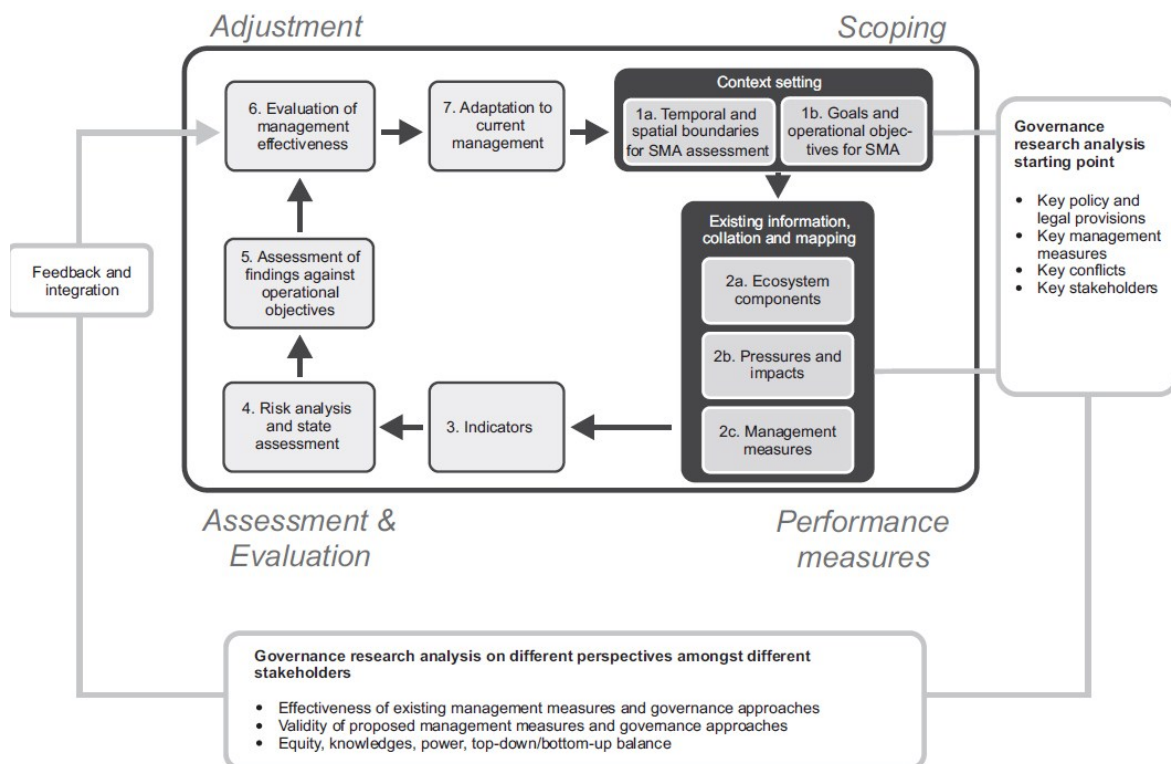 Adjustment
Scoping
6. Evaluation of
management
effectiveness
7. Adaptation to
current
management
Context setting
1a. Temporal and
spatial boundaries
for SMA assessment
1b. Goals and
operational objec-
tives for SMA
Governance
research analysis
starting point
• Key policy and
legal provisions
• Key management
measures
• Key conflicts
• Key stakeholders
Existing information,
collation and mapping
2a. Ecosystem
components
2b. Pressures and
impacts
2c. Management
measures
Feedback and
integration
5. Assessment of
findings against
operational
objectives
4. Risk analysis
and state
assessment
3. Indicators
Assessment &
Evaluation
Performance
measures
Governance research analysis on different perspectives amongst different
stakeholders
• Effectiveness of existing management measures and governance approaches
• Validity of proposed management measures and governance approaches
• Equity, knowledges, power, top-down/bottom-up balance